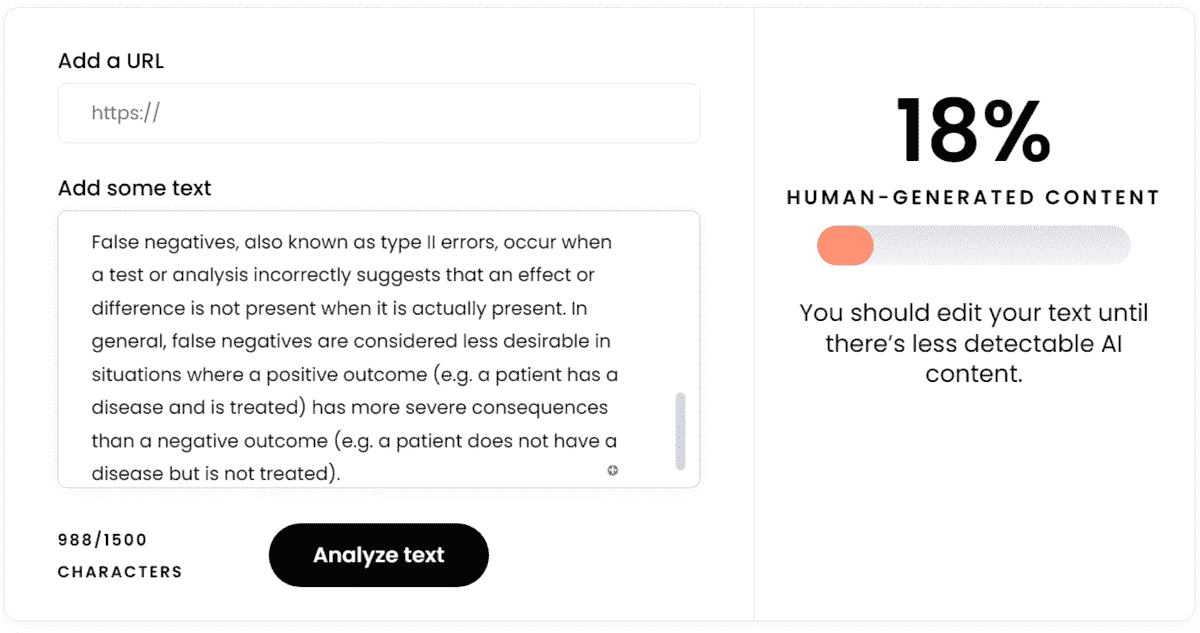 Add a URL
https://
Add some text
False negatives, also known as type II errors, occur when
a test or analysis incorrectly suggests that an effect or
difference is not present when it is actually present. In
general, false negatives are considered less desirable in
situations where a positive outcome (e.g. a patient has a
disease and is treated) has more severe consequences
than a negative outcome (e.g. a patient does not have a
disease but is not treated).
988/1500
CHARACTERS
Analyze text
18%
HUMAN-GENERATED CONTENT
You should edit your text until
there's less detectable AI
content.